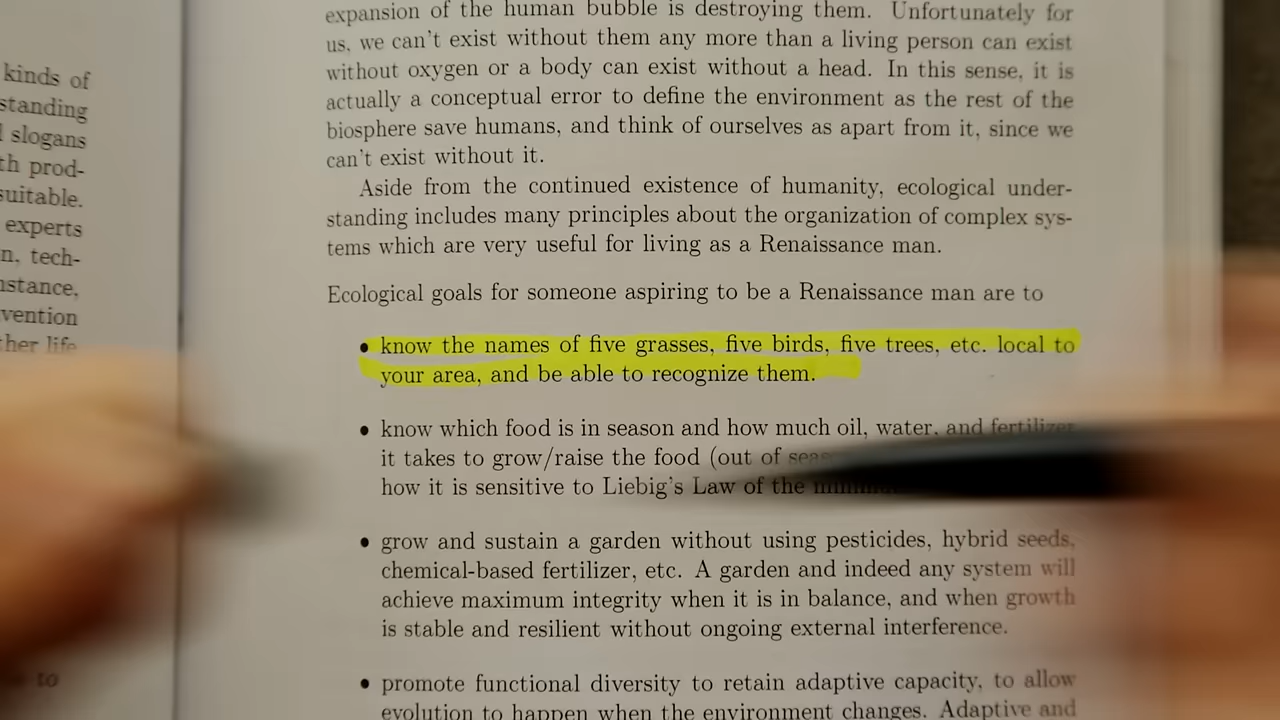 kinds of
standing
slogans
th prod-
suitable.
experts
n, tech-
nstance,
vention
ther life
to
expansion of the human bubble is destroying them. Unfortunately for
us, we can't exist without them any more than a living person can exist
without oxygen or a body can exist without a head. In this sense, it is
actually a conceptual error to define the environment as the rest of the
biosphere save humans, and think of ourselves as apart from it, since we
can't exist without it.
Aside from the continued existence of humanity, ecological under-
standing includes many principles about the organization of complex sys-
tems which are very useful for living as a Renaissance man.
Ecological goals for someone aspiring to be a Renaissance man are to
• know the names of five grasses, five birds, five trees, etc. local to
your area, and be able to recognize them.
• know which food is in season and how much oil, water, and fertilizer
it takes to grow/raise the food (out of
how it is sensitive to Liebig's Law of the
• grow and sustain a garden without using pesticides, hybrid seeds,
chemical-based fertilizer, etc. A garden and indeed any system will
achieve maximum integrity when it is in balance, and when growth
is stable and resilient without ongoing external interference.
• promote functional diversity to retain adaptive capacity, to allow
evolution to happen when the environment changes. Adaptive and